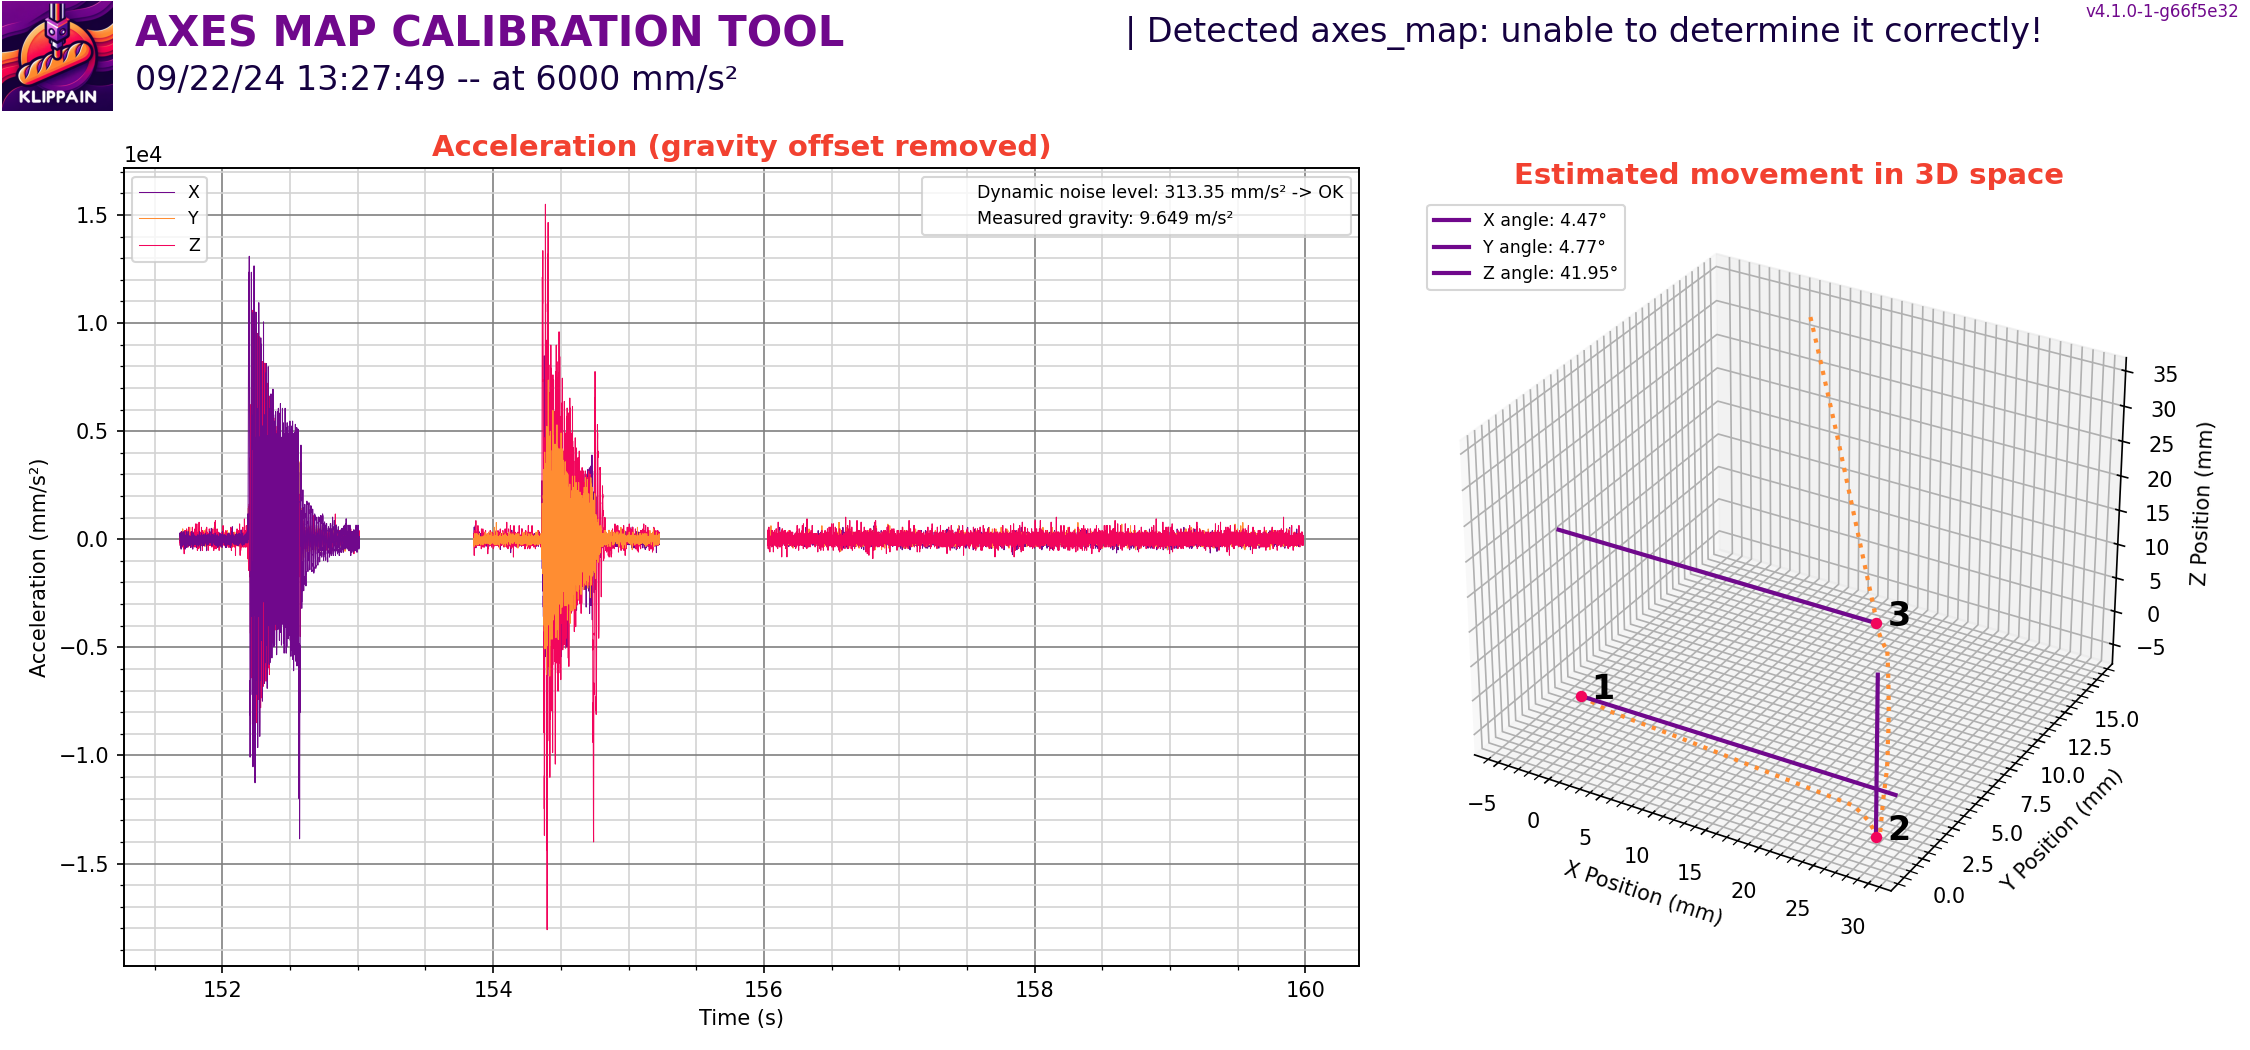 KLIPPAIN
AXES MAP CALIBRATION TOOL
09/22/24 13:27:49 -- at 6000 mm/s²
| Detected axes_map: unable to determine it correctly!
v4.1.0-1-g66f5e32
Acceleration (gravity offset removed)
1e4
X
Y
Z
Dynamic noise level: 313.35 mm/s² -> OK
Measured gravity: 9.649 m/s²
1.5
1.0
0.5
0.0
−0.5
−1.0
−1.5
Acceleration (mm/s²)
152
154
156
158
160
Time (s)
Estimated movement in 3D space
X angle: 4.47°
Y angle: 4.77°
Z angle: 41.95°
1
2
3
−5
0
5
10
15
20
25
30
X Position (mm)
0.0
2.5
5.0
7.5
10.0
12.5
15.0
Y Position (mm)
35
30
25
20
15
10
5
0
−5
Z Position (mm)